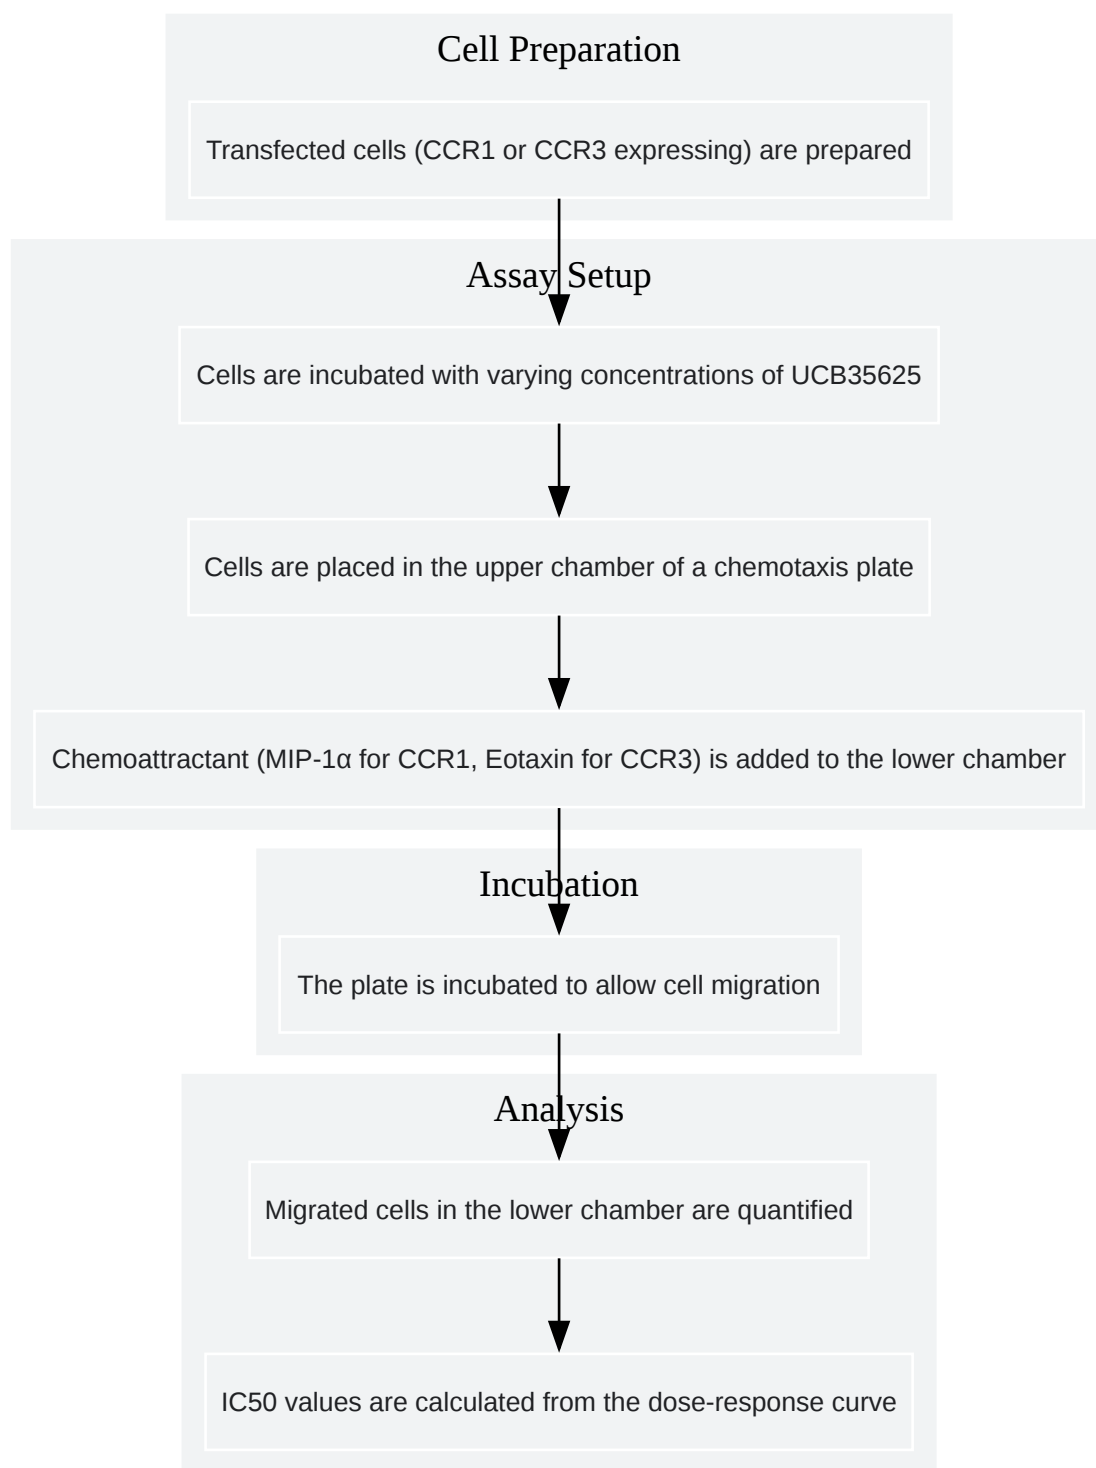 Cell Preparation
Transfected cells (CCR1 or CCR3 expressing) are prepared
Assay Setup
Cells are incubated with varying concentrations of UCB35625
Cells are placed in the upper chamber of a chemotaxis plate
Chemoattractant (MIP-1α for CCR1, Eotaxin for CCR3) is added to the lower chamber
Incubation
The plate is incubated to allow cell migration
Analysis
Migrated cells in the lower chamber are quantified
IC50 values are calculated from the dose-response curve